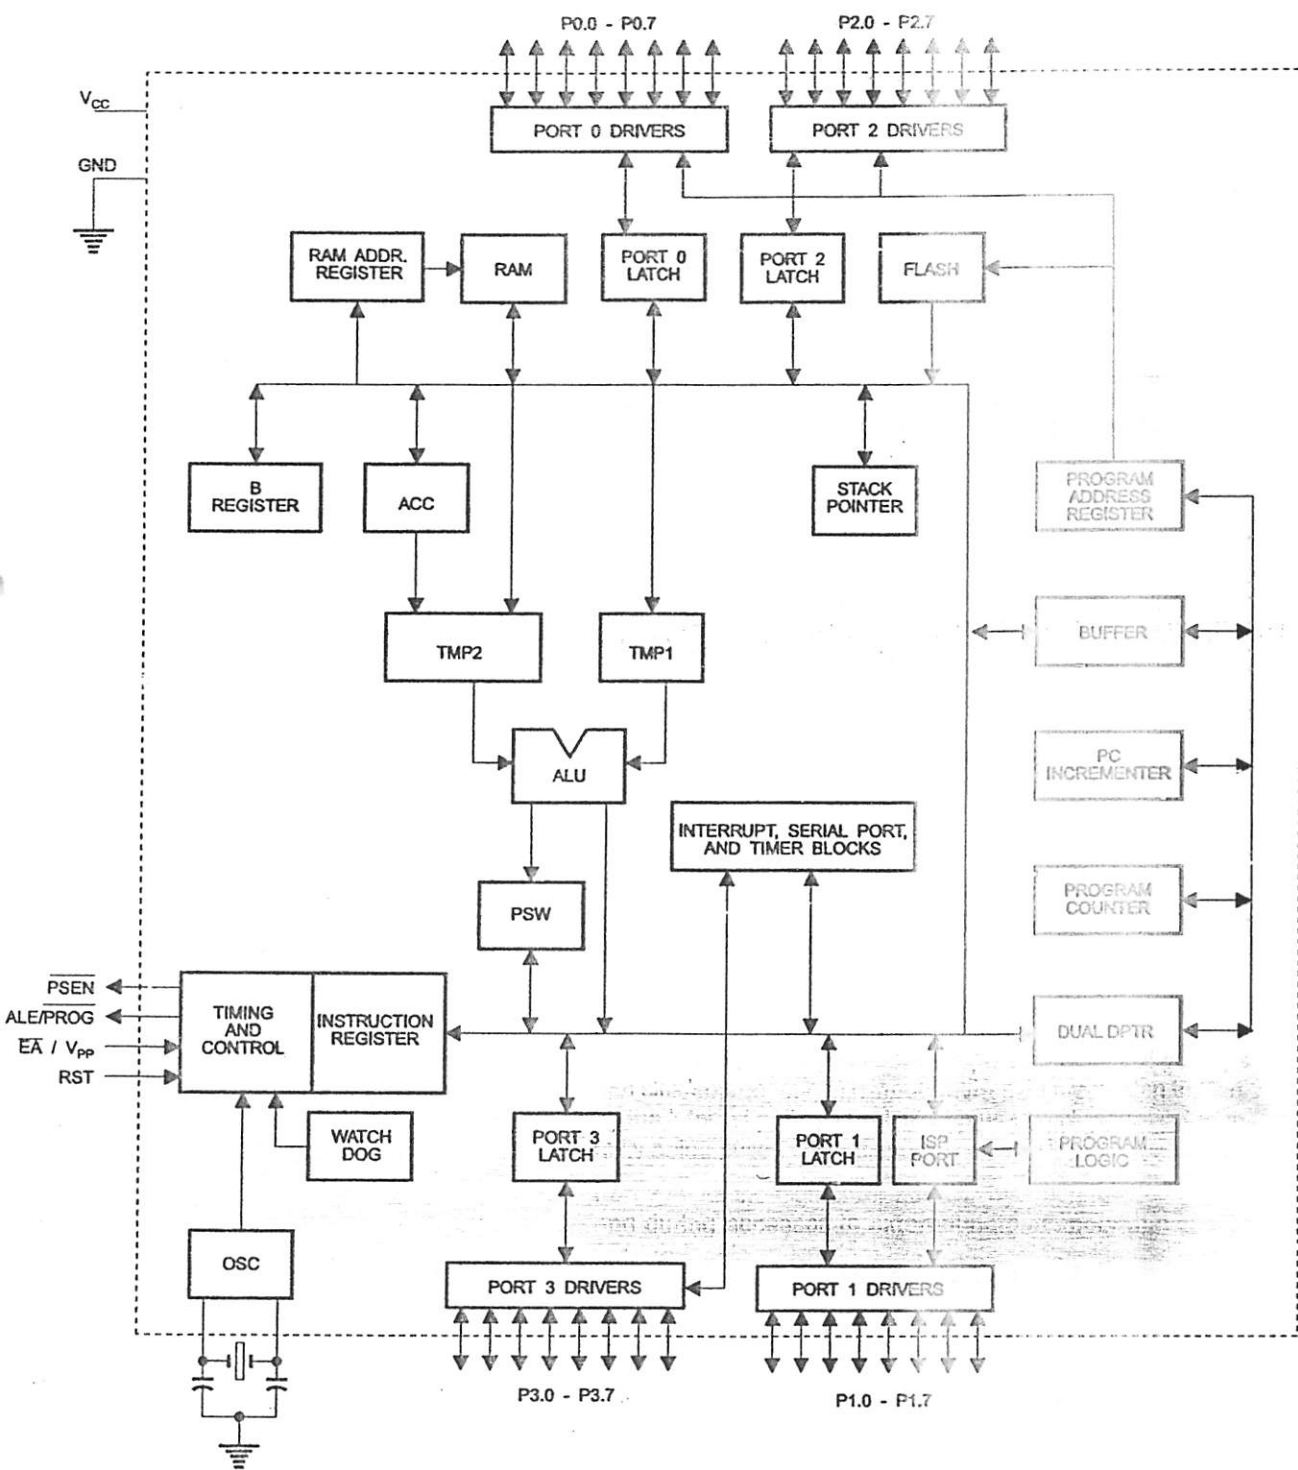 P0.0 - P0.7
P2.0 - P2.7
VCC
GND
PORT 0 DRIVERS
PORT 2 DRIVERS
RAM ADDR.
REGISTER
RAM
PORT 0
LATCH
PORT 2
LATCH
FLASH
B
REGISTER
ACC
STACK
POINTER
PROGRAM
ADDRESS
REGISTER
TMP2
TMP1
BUFFER
ALU
PC
INCREMENTER
INTERRUPT, SERIAL PORT,
AND TIMER BLOCKS
PSW
PROGRAM
COUNTER
PSEN
ALE/PROG
EA / VPP
RST
TIMING
AND
CONTROL
INSTRUCTION
REGISTER
DUAL DPTR
WATCH
DOG
PORT 3
LATCH
PORT 1
LATCH
ISP
PORT
PROGRAM
LOGIC
OSC
PORT 3 DRIVERS
PORT 1 DRIVERS
P3.0 - P3.7
P1.0 - P1.7